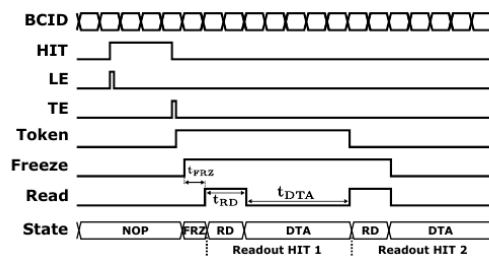 BCID
HIT
LE
TE
Token
Freeze
t_FRZ
Read
t_RD
t_DTA
State
NOP FRZ RD DTA RD DTA
Readout HIT 1 Readout HIT 2